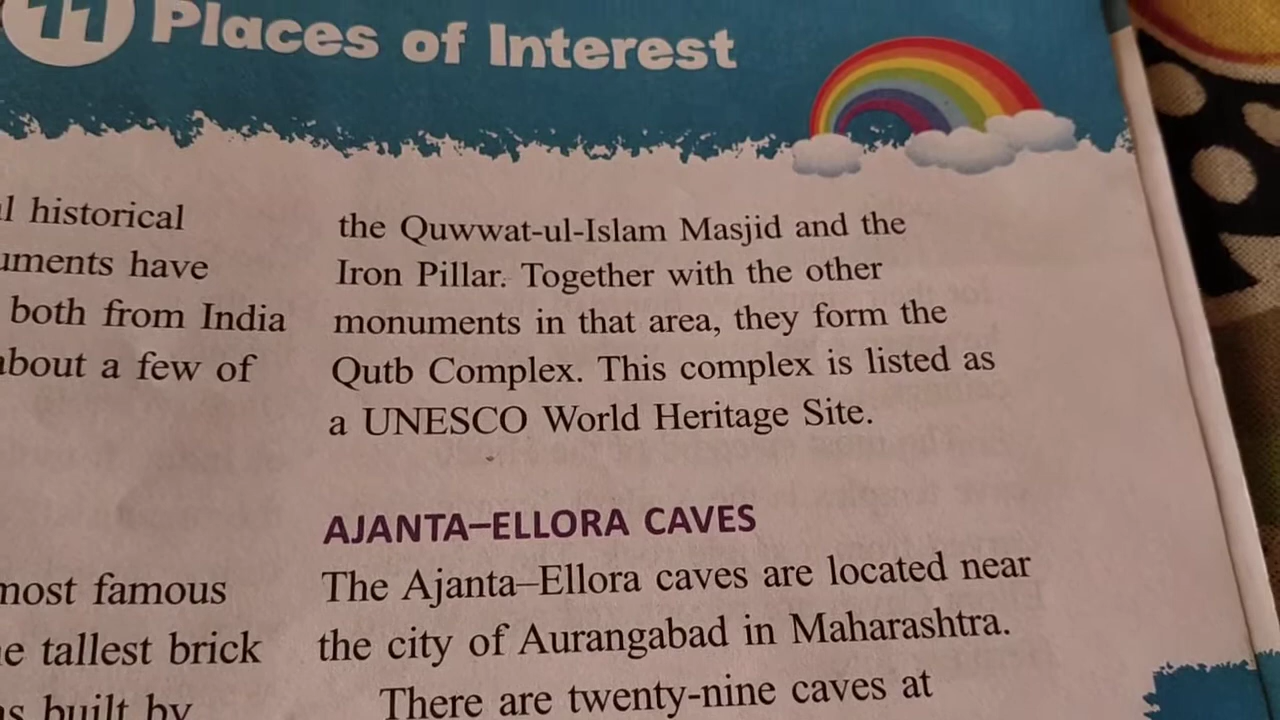 11 Places of Interest
historical
have
both from India
a few of
most famous
tallest brick
built by
the Quwwat-ul-Islam Masjid and the
Iron Pillar. Together with the other
monuments in that area, they form the
Qutb Complex. This complex is listed as
a UNESCO World Heritage Site.
AJANTA–ELLORA CAVES
The Ajanta–Ellora caves are located near
the city of Aurangabad in Maharashtra.
There are twenty-nine caves at